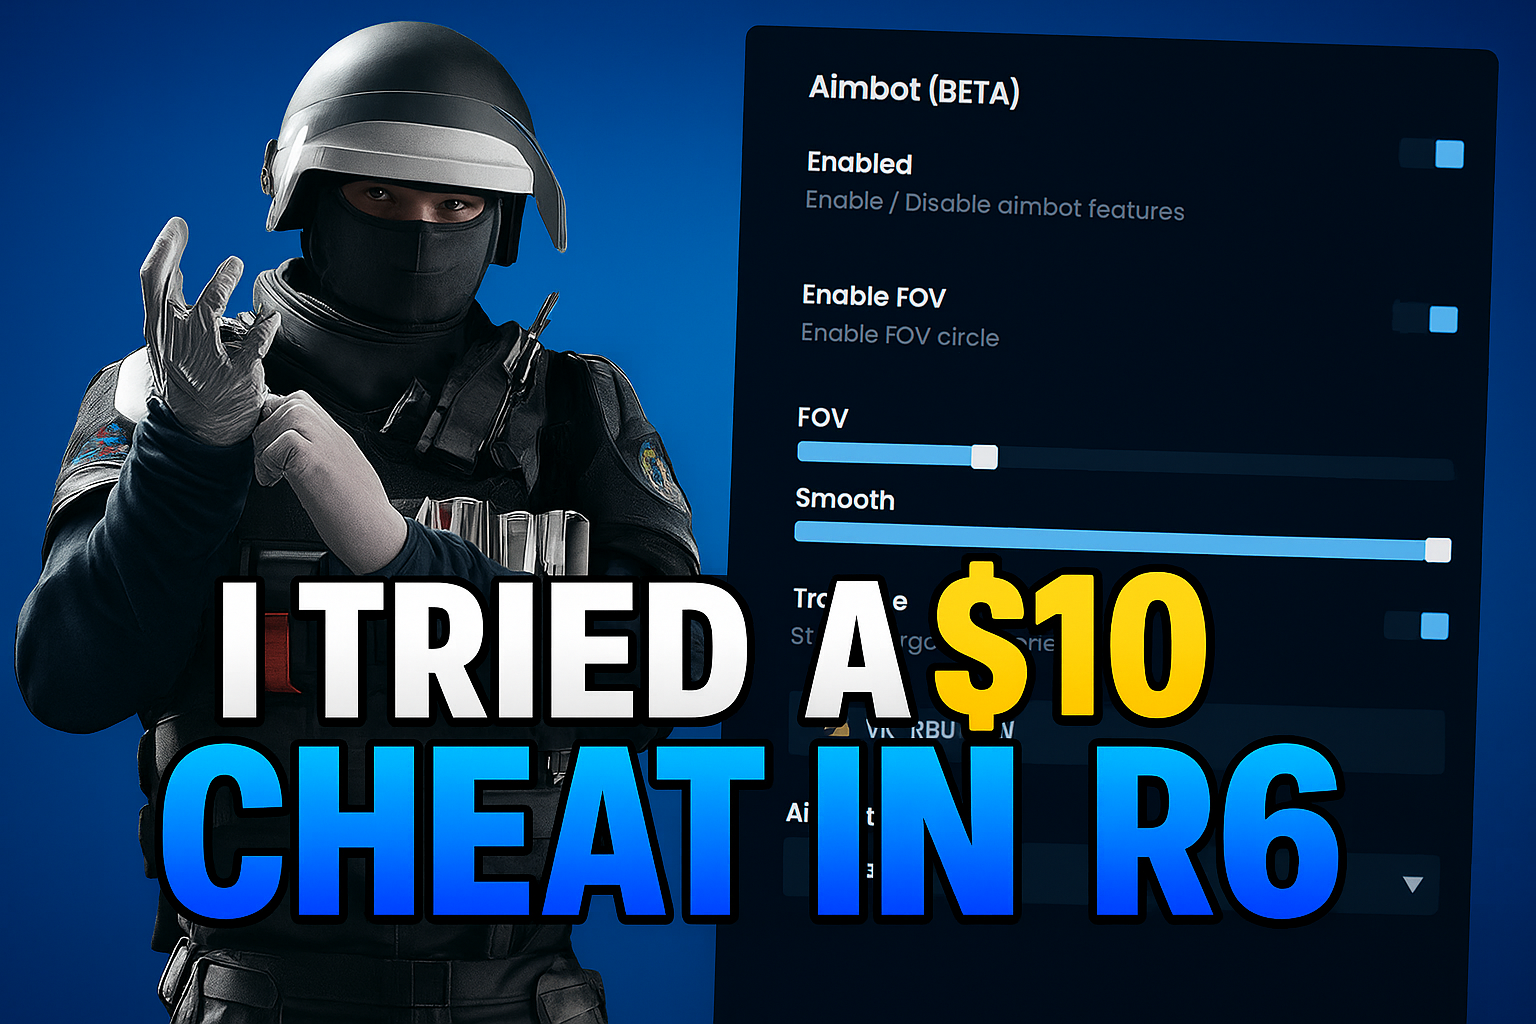 Aimbot (BETA)
Enabled
Enable / Disable aimbot features
Enable FOV
Enable FOV circle
FOV
Smooth
I TRIED A $10
CHEAT IN R6